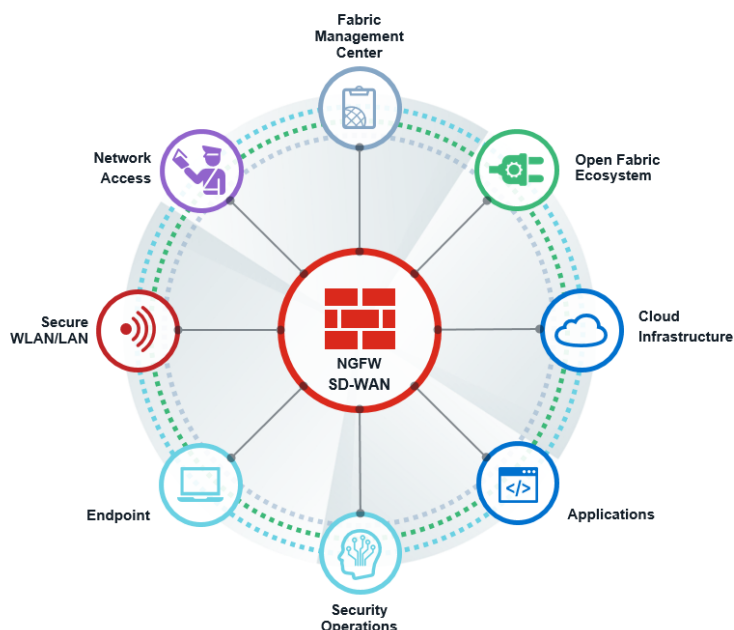 Fabric
Management
Center
Network
Access
Open Fabric
Ecosystem
Secure
WLAN/LAN
NGFW
SD-WAN
Cloud
Infrastructure
Endpoint
</>
Applications
Security
Operations